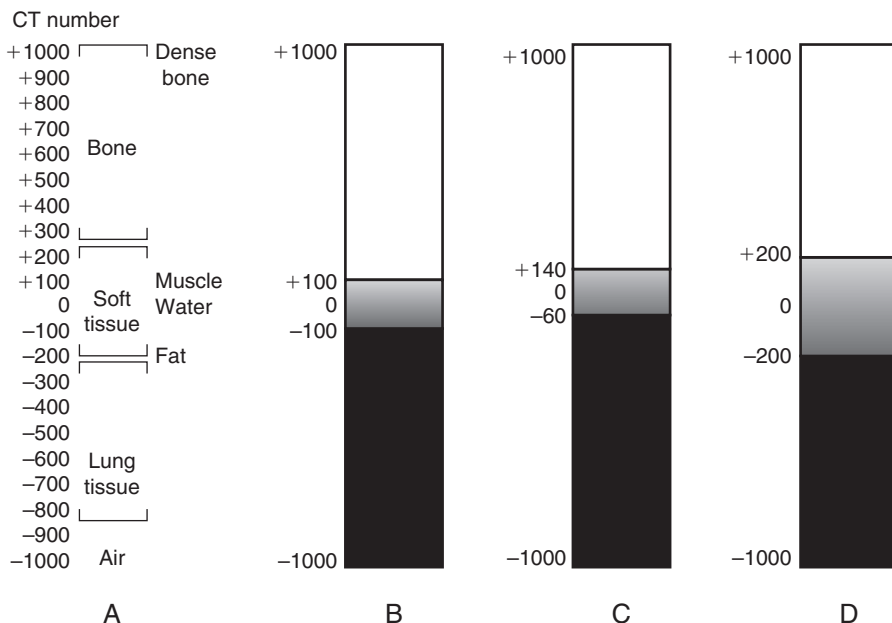 CT number
+1000
+900
+800
+700
+600
+500
+400
+300
+200
+100
0
–100
–200
–300
–400
–500
–600
–700
–800
–900
–1000
Dense
bone
Bone
Muscle
Water
Soft
tissue
Fat
Lung
tissue
Air
A
+1000
+100
0
–100
–1000
B
+1000
+140
0
–60
–1000
C
+1000
+200
0
–200
–1000
D